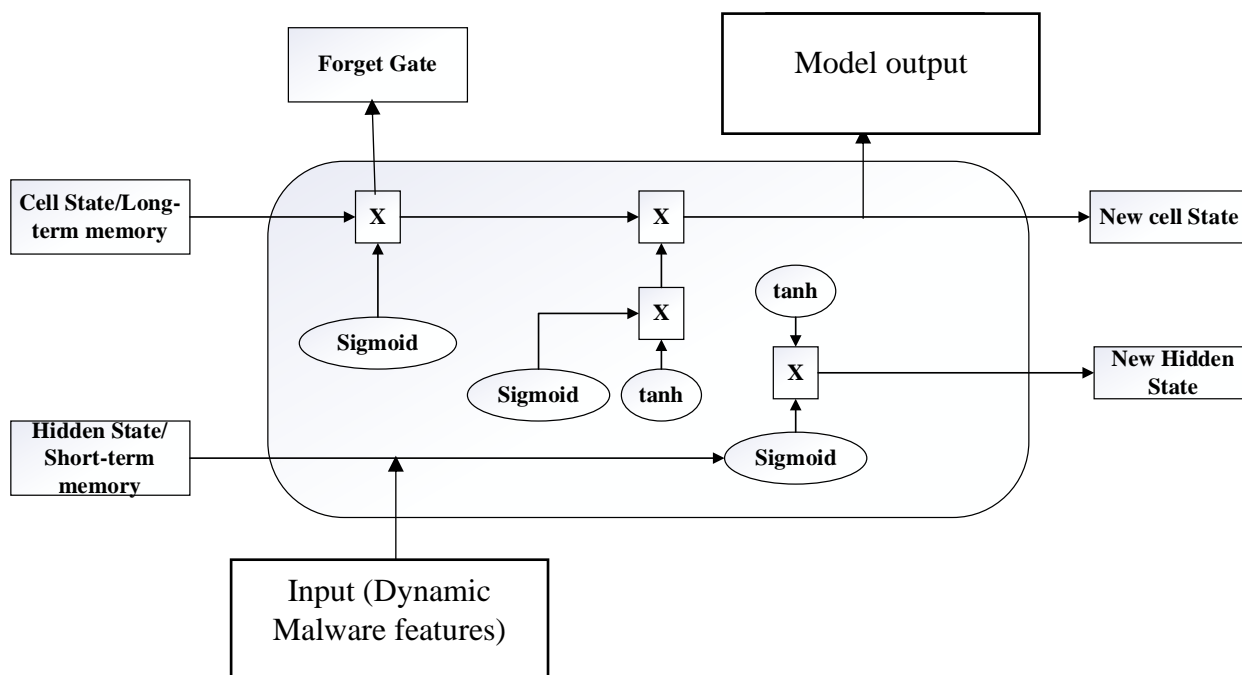 Forget Gate
Model output
Cell State/Long-
term memory
X
X
New cell State
tanh
X
Sigmoid
New Hidden
State
X
Sigmoid
tanh
Hidden State/
Short-term
memory
Sigmoid
Input (Dynamic
Malware features)